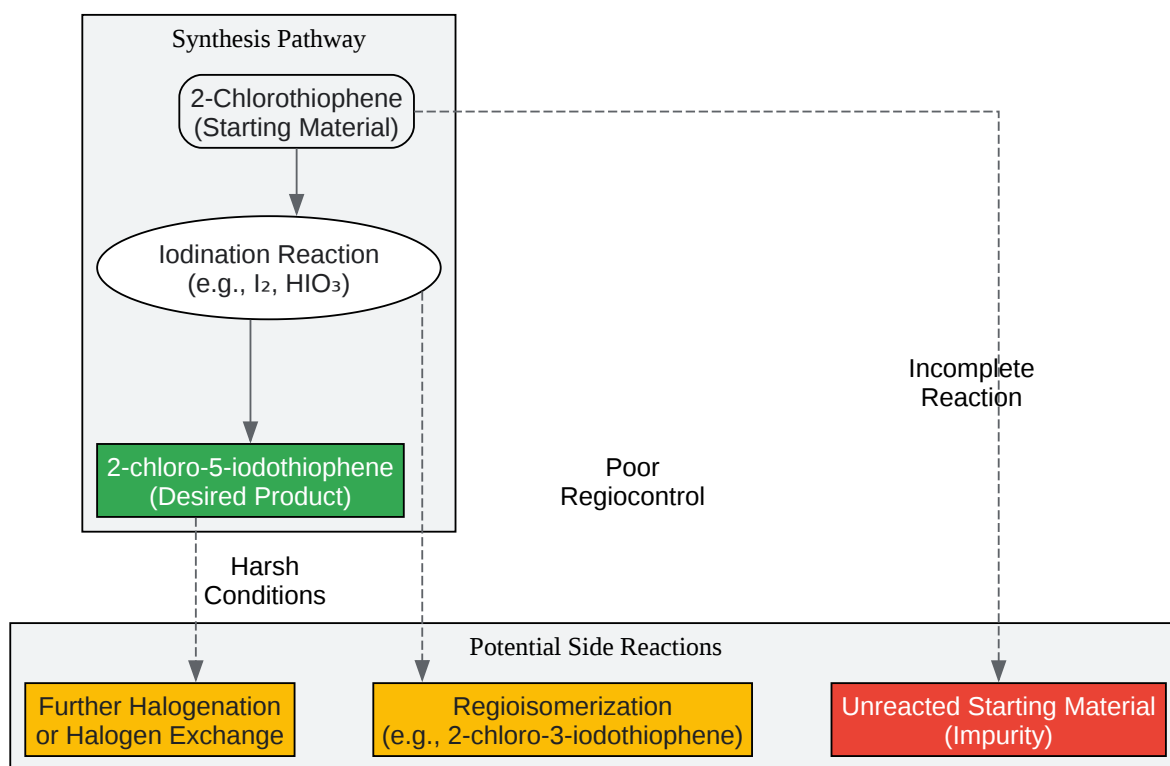 Synthesis Pathway
2-Chlorothiophene
(Starting Material)
Iodination Reaction
(e.g., I₂, HIO₃)
Incomplete
Reaction
2-chloro-5-iodothiophene
(Desired Product)
Poor
Regiocontrol
Harsh
Conditions
Potential Side Reactions
Further Halogenation
or Halogen Exchange
Regioisomerization
(e.g., 2-chloro-3-iodothiophene)
Unreacted Starting Material
(Impurity)